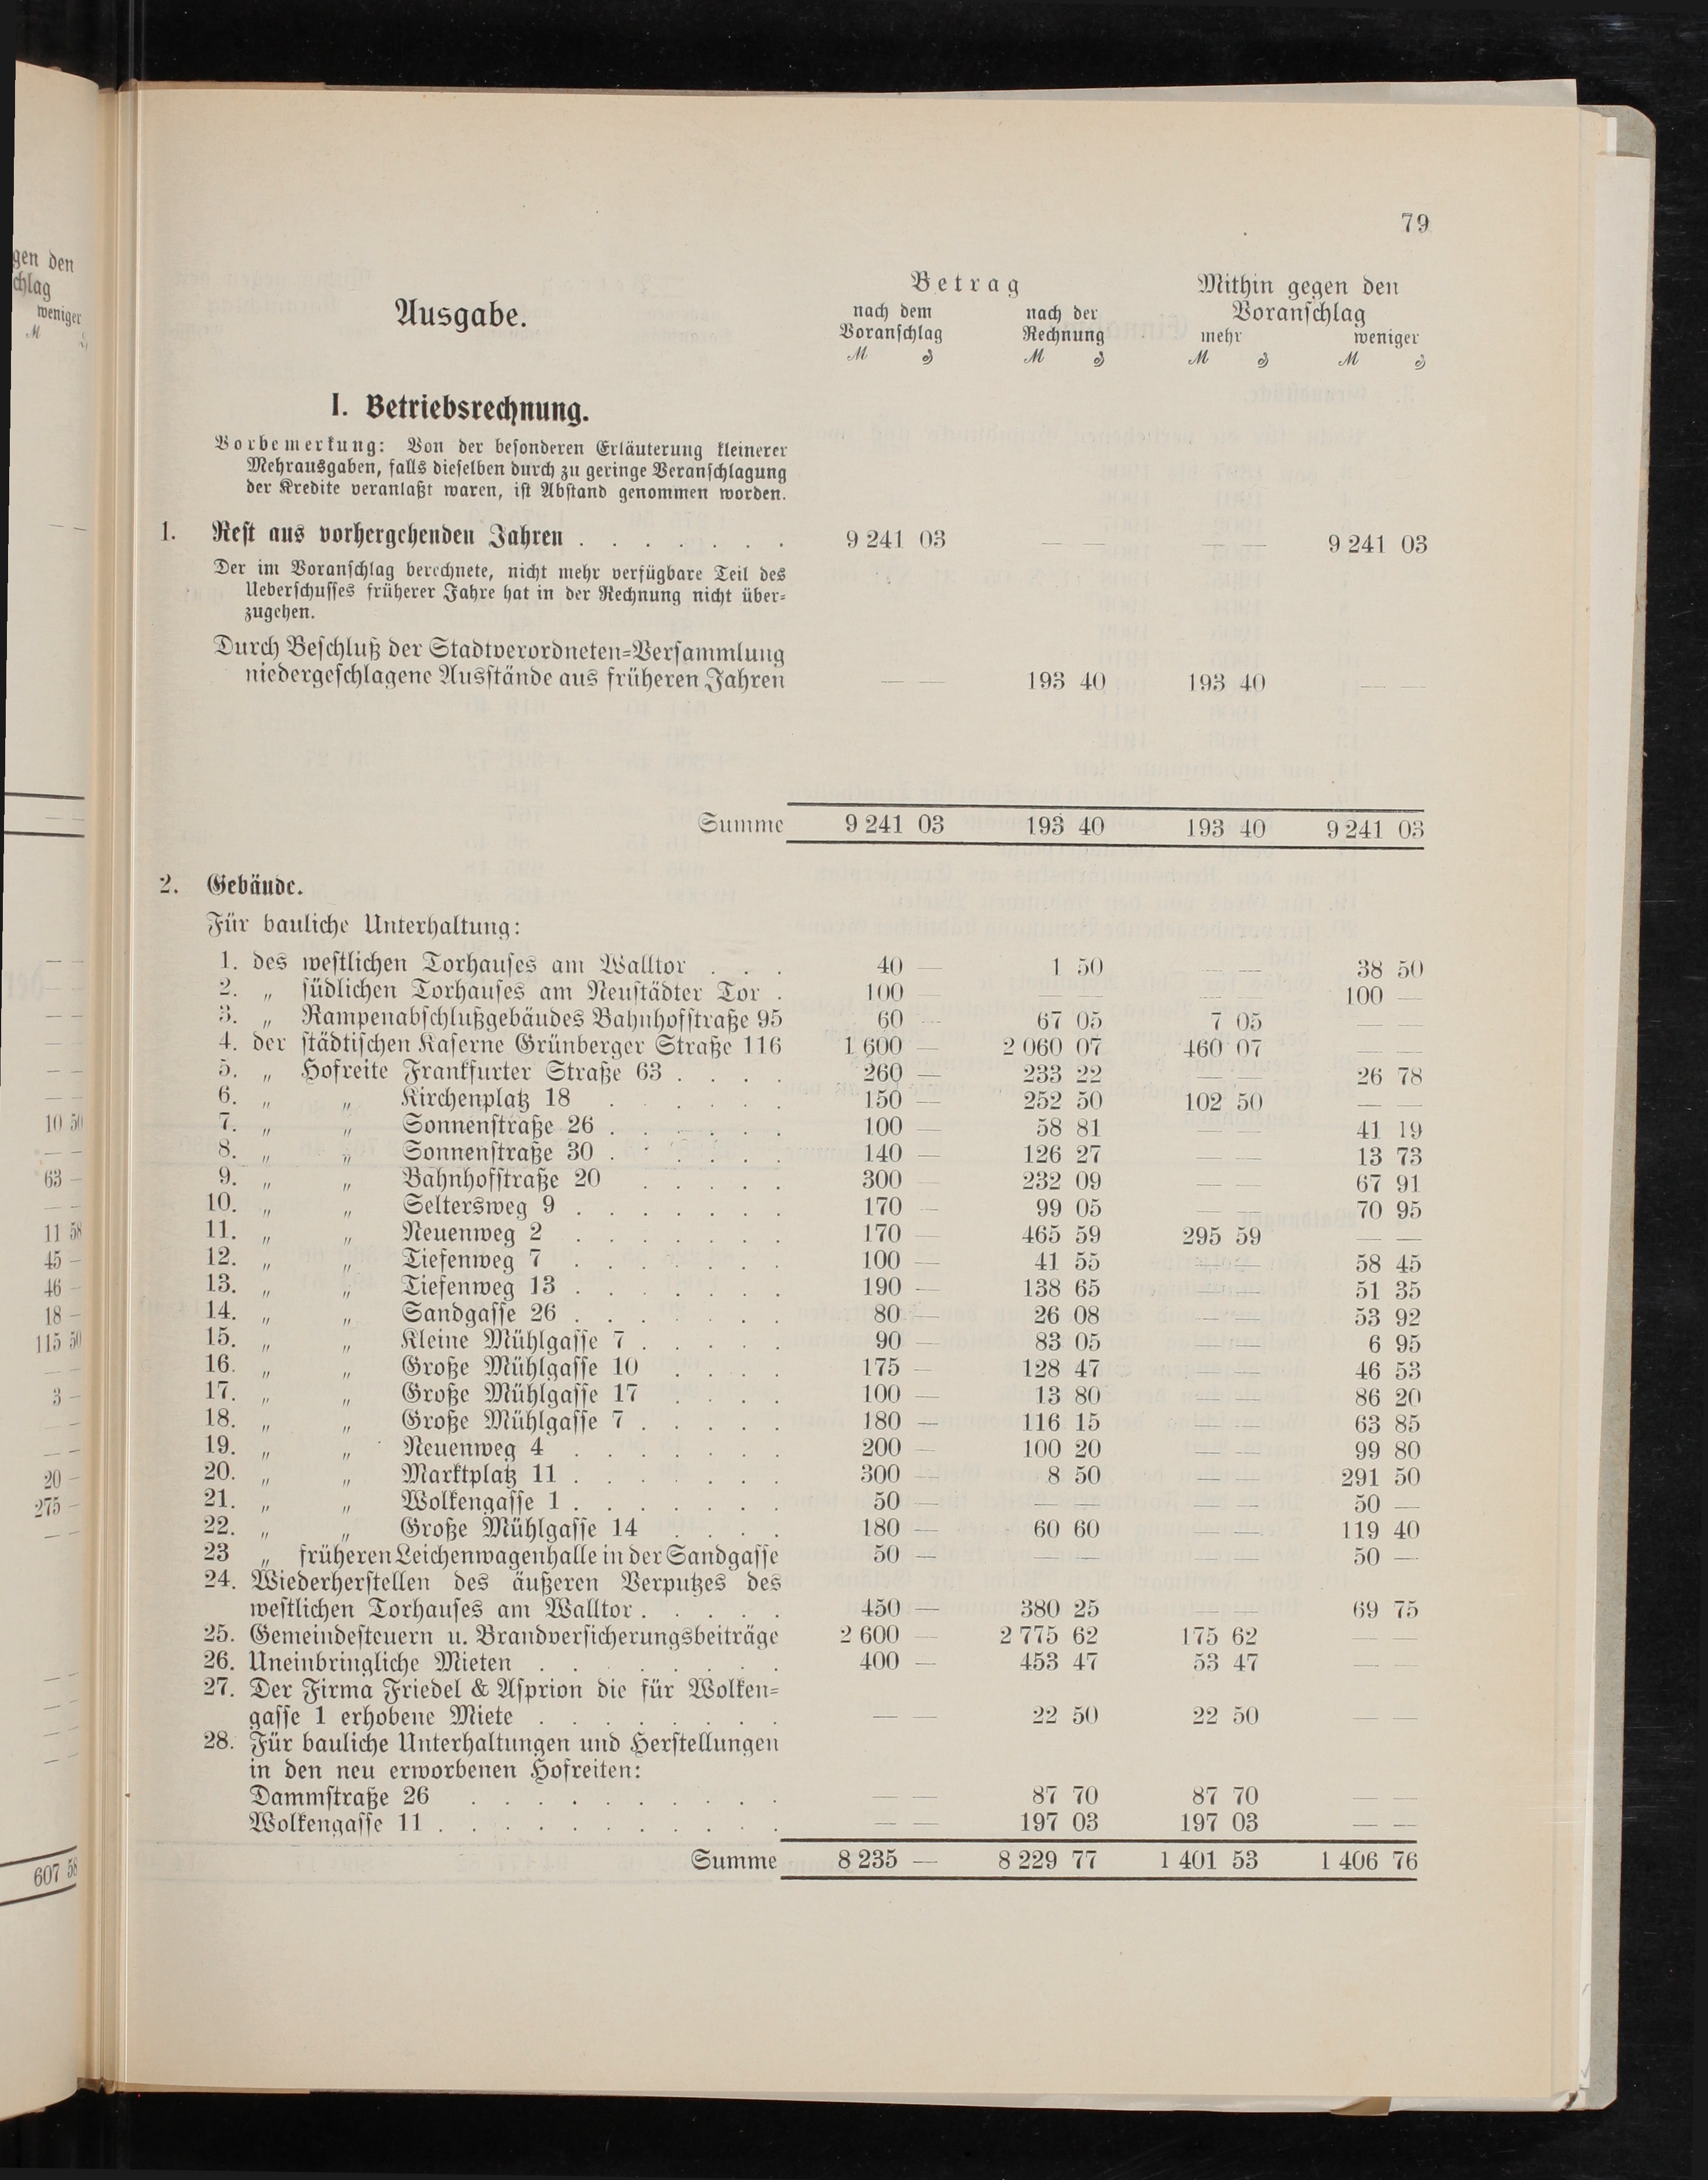 79
Ausgabe.
Betrag
Mithin gegen den Voranschlag
nach dem Voranschlag
nach der Rechnung
mehr
weniger
ℳ ₰ ℳ ₰ ℳ ₰ ℳ ₰
I. Betriebsrechnung.
Vorbemerkung: Von der besonderen Erläuterung kleinerer
Mehrausgaben, falls dieselben durch zu geringe Veranschlagung
der Kredite veranlaßt waren, ist Abstand genommen worden.
1. Rest aus vorhergehenden Jahren . . . . . . . 9 241 03 — — — — 9 241 03
Der im Voranschlag berechnete, nicht mehr verfügbare Teil des
Ueberschusses früherer Jahre hat in der Rechnung nicht über-
zugehen.
Durch Beschluß der Stadtverordneten-Versammlung
niedergeschlagene Ausstände aus früheren Jahren — — 193 40 193 40 — —
Summe 9 241 03 193 40 193 40 9 241 03
2. Gebäude.
Für bauliche Unterhaltung:
1. des westlichen Torhauses am Walltor . . . 40 — 1 50 — — 38 50
2. „ südlichen Torhauses am Neustädter Tor . 100 — — — — — 100 —
3. „ Rampenabschlußgebäudes Bahnhofstraße 95 60 — 67 05 7 05 — —
4. der städtischen Kaserne Grünberger Straße 116 1 600 — 2 060 07 460 07 — —
5. „ Hofreite Frankfurter Straße 63 . . . . 260 — 233 22 — — 26 78
6. „ „ Kirchenplatz 18 . . . . . . 150 — 252 50 102 50 — —
7. „ „ Sonnenstraße 26 . . . . . . 100 — 58 81 — — 41 19
8. „ „ Sonnenstraße 30 . . . . . . 140 — 126 27 — — 13 73
9. „ „ Bahnhofstraße 20 . . . . . 300 — 232 09 — — 67 91
10. „ „ Seltersweg 9 . . . . . . . 170 — 99 05 — — 70 95
11. „ „ Neuenweg 2 . . . . . . . 170 — 465 59 295 59 — —
12. „ „ Tiefenweg 7 . . . . . . . 100 — 41 55 — — 58 45
13. „ „ Tiefenweg 13 . . . . . . . 190 — 138 65 — — 51 35
14. „ „ Sandgasse 26 . . . . . . . 80 — 26 08 — — 53 92
15. „ „ Kleine Mühlgasse 7 . . . . . 90 — 83 05 — — 6 95
16. „ „ Große Mühlgasse 10 . . . . 175 — 128 47 — — 46 53
17. „ „ Große Mühlgasse 17 . . . . 100 — 13 80 — — 86 20
18. „ „ Große Mühlgasse 7 . . . . . 180 — 116 15 — — 63 85
19. „ „ Neuenweg 4 . . . . . . . 200 — 100 20 — — 99 80
20. „ „ Marktplatz 11 . . . . . . . 300 — 8 50 — — 291 50
21. „ „ Wolkengasse 1 . . . . . . . 50 — — — — — 50 —
22. „ „ Große Mühlgasse 14 . . . . 180 — 60 60 — — 119 40
23 „ früheren Leichenwagenhalle in der Sandgasse 50 — — — — — 50 —
24. Wiederherstellen des äußeren Verputzes des
westlichen Torhauses am Walltor . . . . . 450 — 380 25 — — 69 75
25. Gemeindesteuern u. Brandversicherungsbeiträge 2 600 — 2 775 62 175 62 — —
26. Uneinbringliche Mieten . . . . . . . . 400 — 453 47 53 47 — —
27. Der Firma Friedel & Asprion die für Wolken-
gasse 1 erhobene Miete . . . . . . . . — — 22 50 22 50 — —
28. Für bauliche Unterhaltungen und Herstellungen
in den neu erworbenen Hofreiten:
Dammstraße 26 . . . . . . . . . . — — 87 70 87 70 — —
Wolkengasse 11 . . . . . . . . . . . — — 197 03 197 03 — —
Summe 8 235 — 8 229 77 1 401 53 1 406 76
gen den
chlag
weniger
ℳ
10 50
63 —
11 58
45 —
46 —
18 —
115 50
3 —
20 —
275 —
607 58